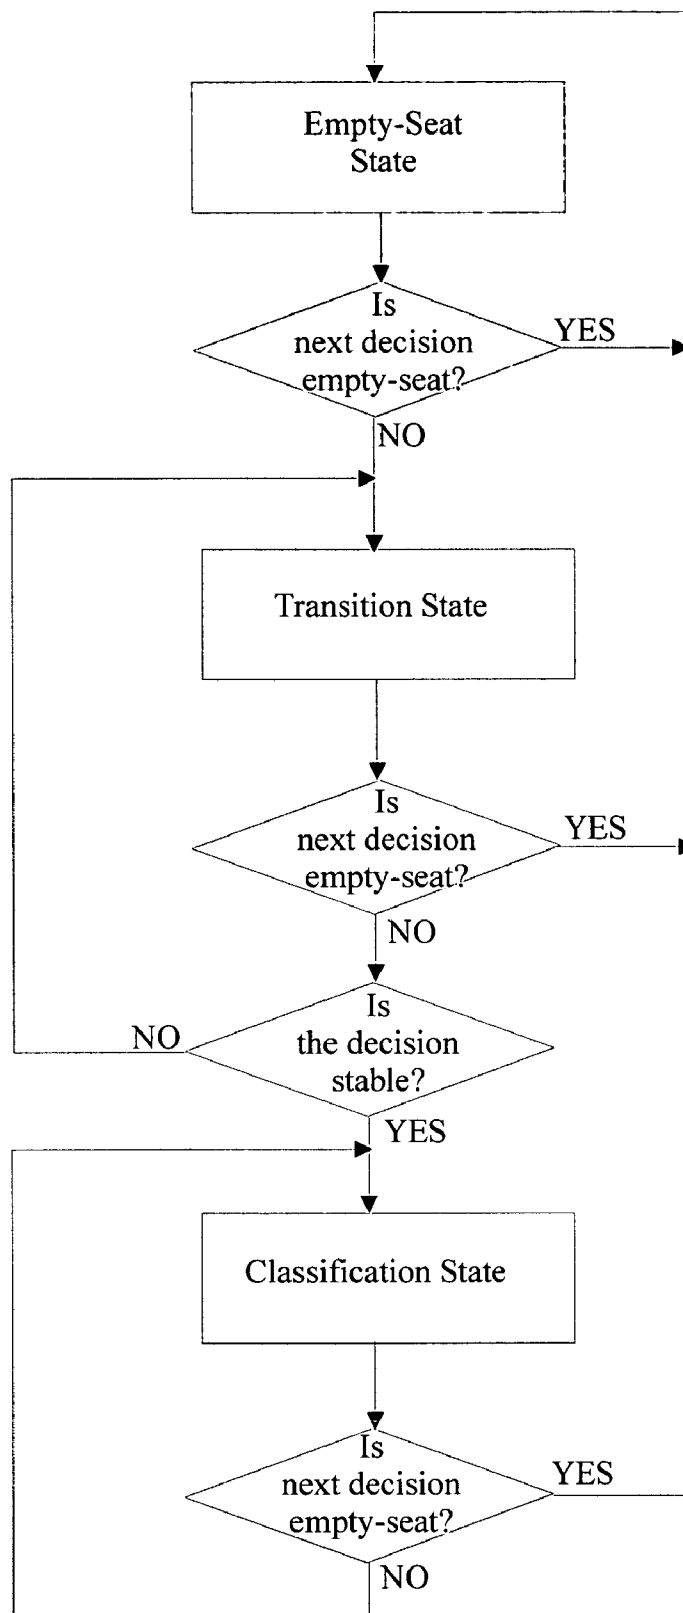 Empty-Seat
State
Is
next decision
empty-seat?
YES
NO
Transition State
Is
next decision
empty-seat?
YES
NO
Is
the decision
stable?
NO
YES
Classification State
Is
next decision
empty-seat?
YES
NO